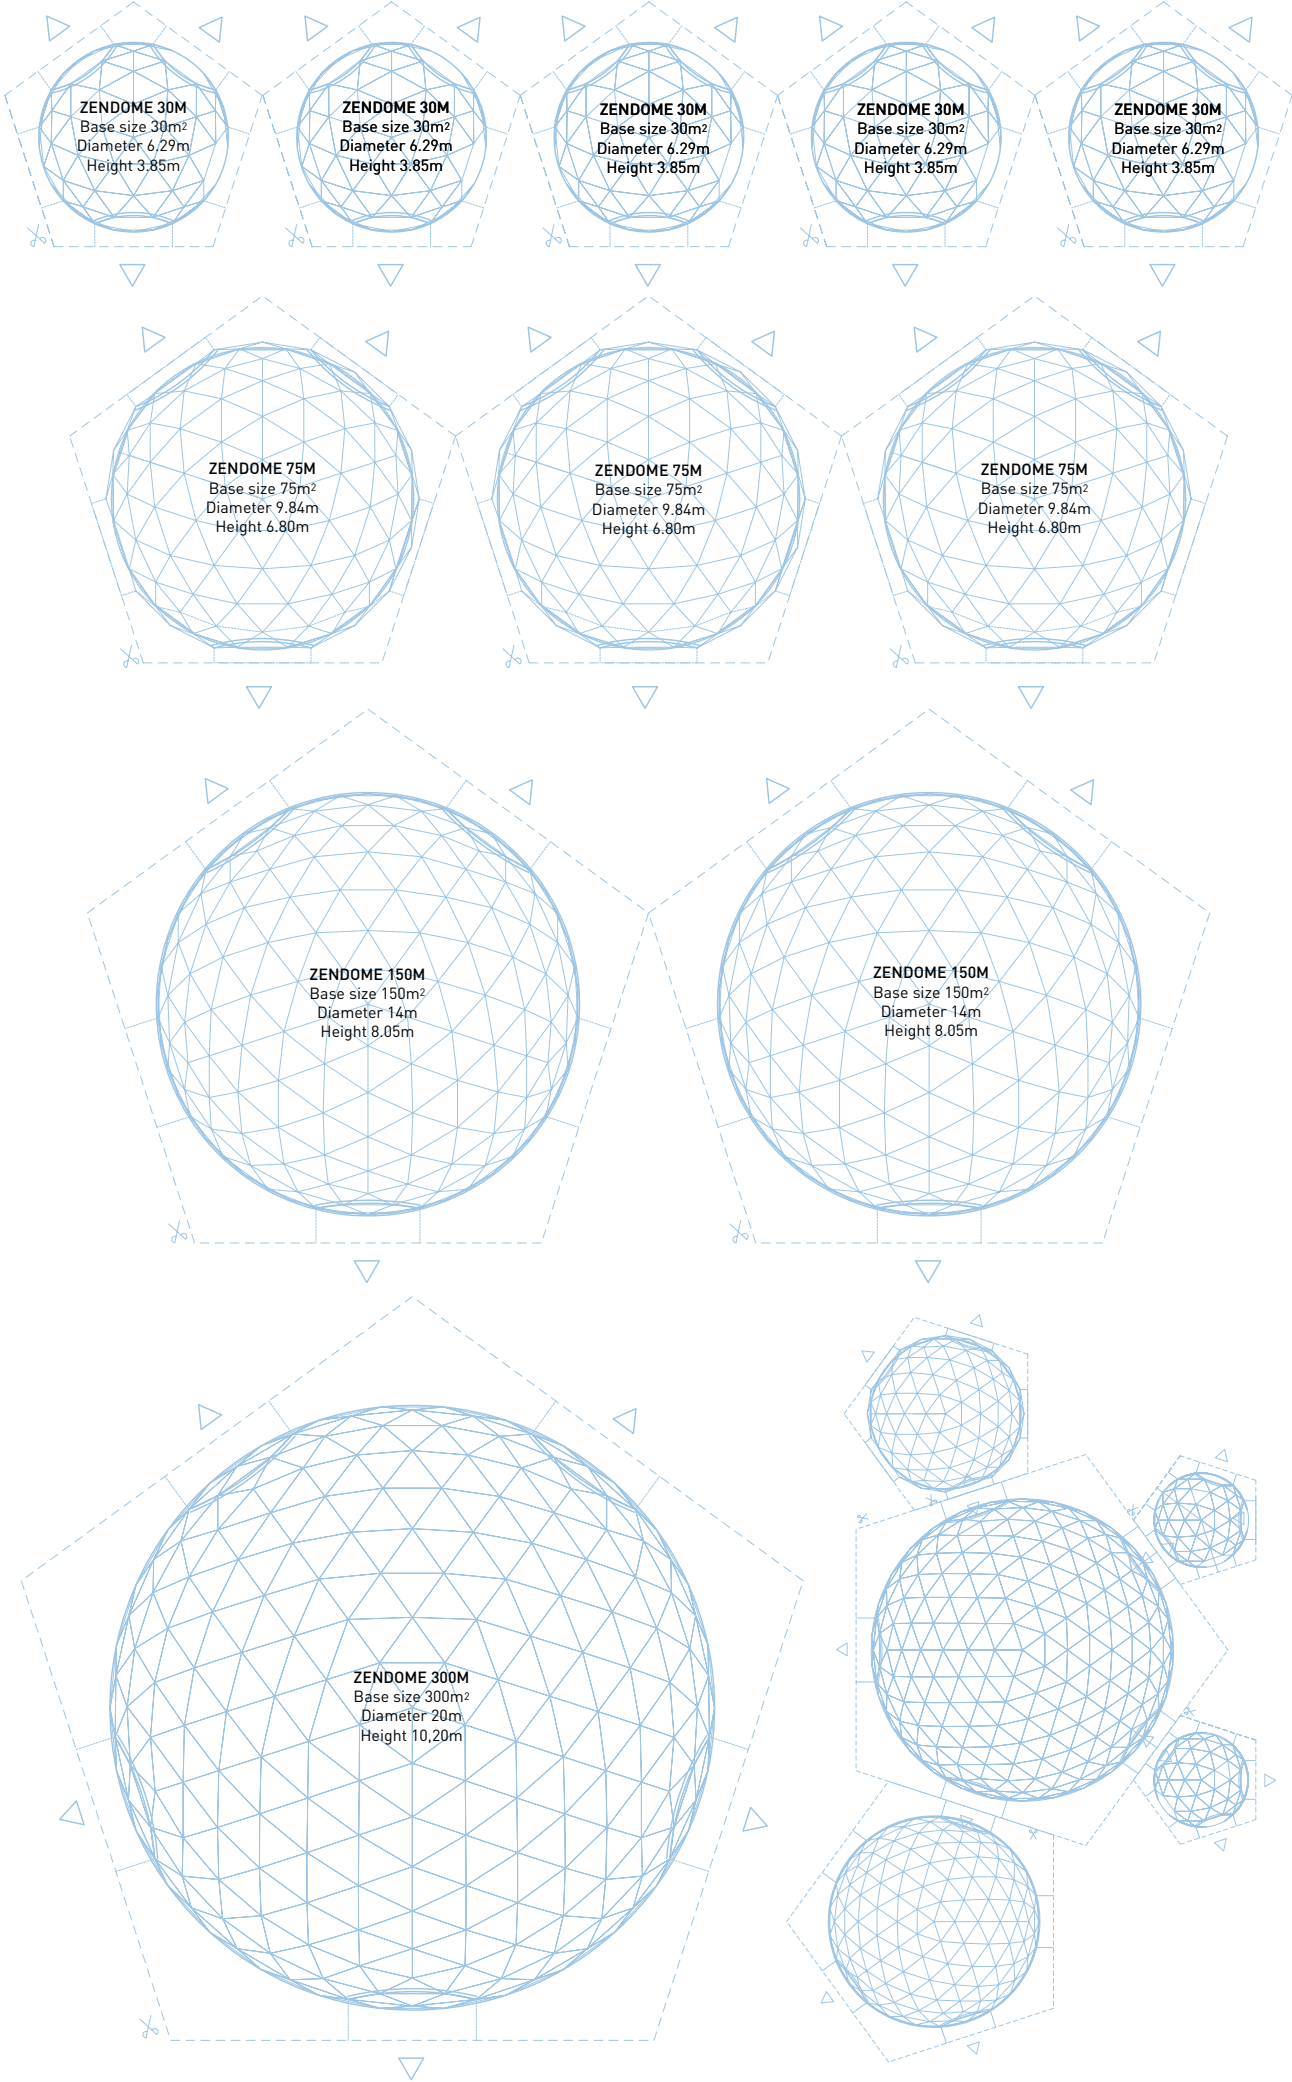 ZENDOME 30M
Base size 30m²
Diameter 6.29m
Height 3.85m
ZENDOME 30M
Base size 30m²
Diameter 6.29m
Height 3.85m
ZENDOME 30M
Base size 30m²
Diameter 6.29m
Height 3.85m
ZENDOME 30M
Base size 30m²
Diameter 6.29m
Height 3.85m
ZENDOME 30M
Base size 30m²
Diameter 6.29m
Height 3.85m
ZENDOME 75M
Base size 75m²
Diameter 9.84m
Height 6.80m
ZENDOME 75M
Base size 75m²
Diameter 9.84m
Height 6.80m
ZENDOME 75M
Base size 75m²
Diameter 9.84m
Height 6.80m
ZENDOME 150M
Base size 150m²
Diameter 14m
Height 8.05m
ZENDOME 150M
Base size 150m²
Diameter 14m
Height 8.05m
ZENDOME 300M
Base size 300m²
Diameter 20m
Height 10,20m